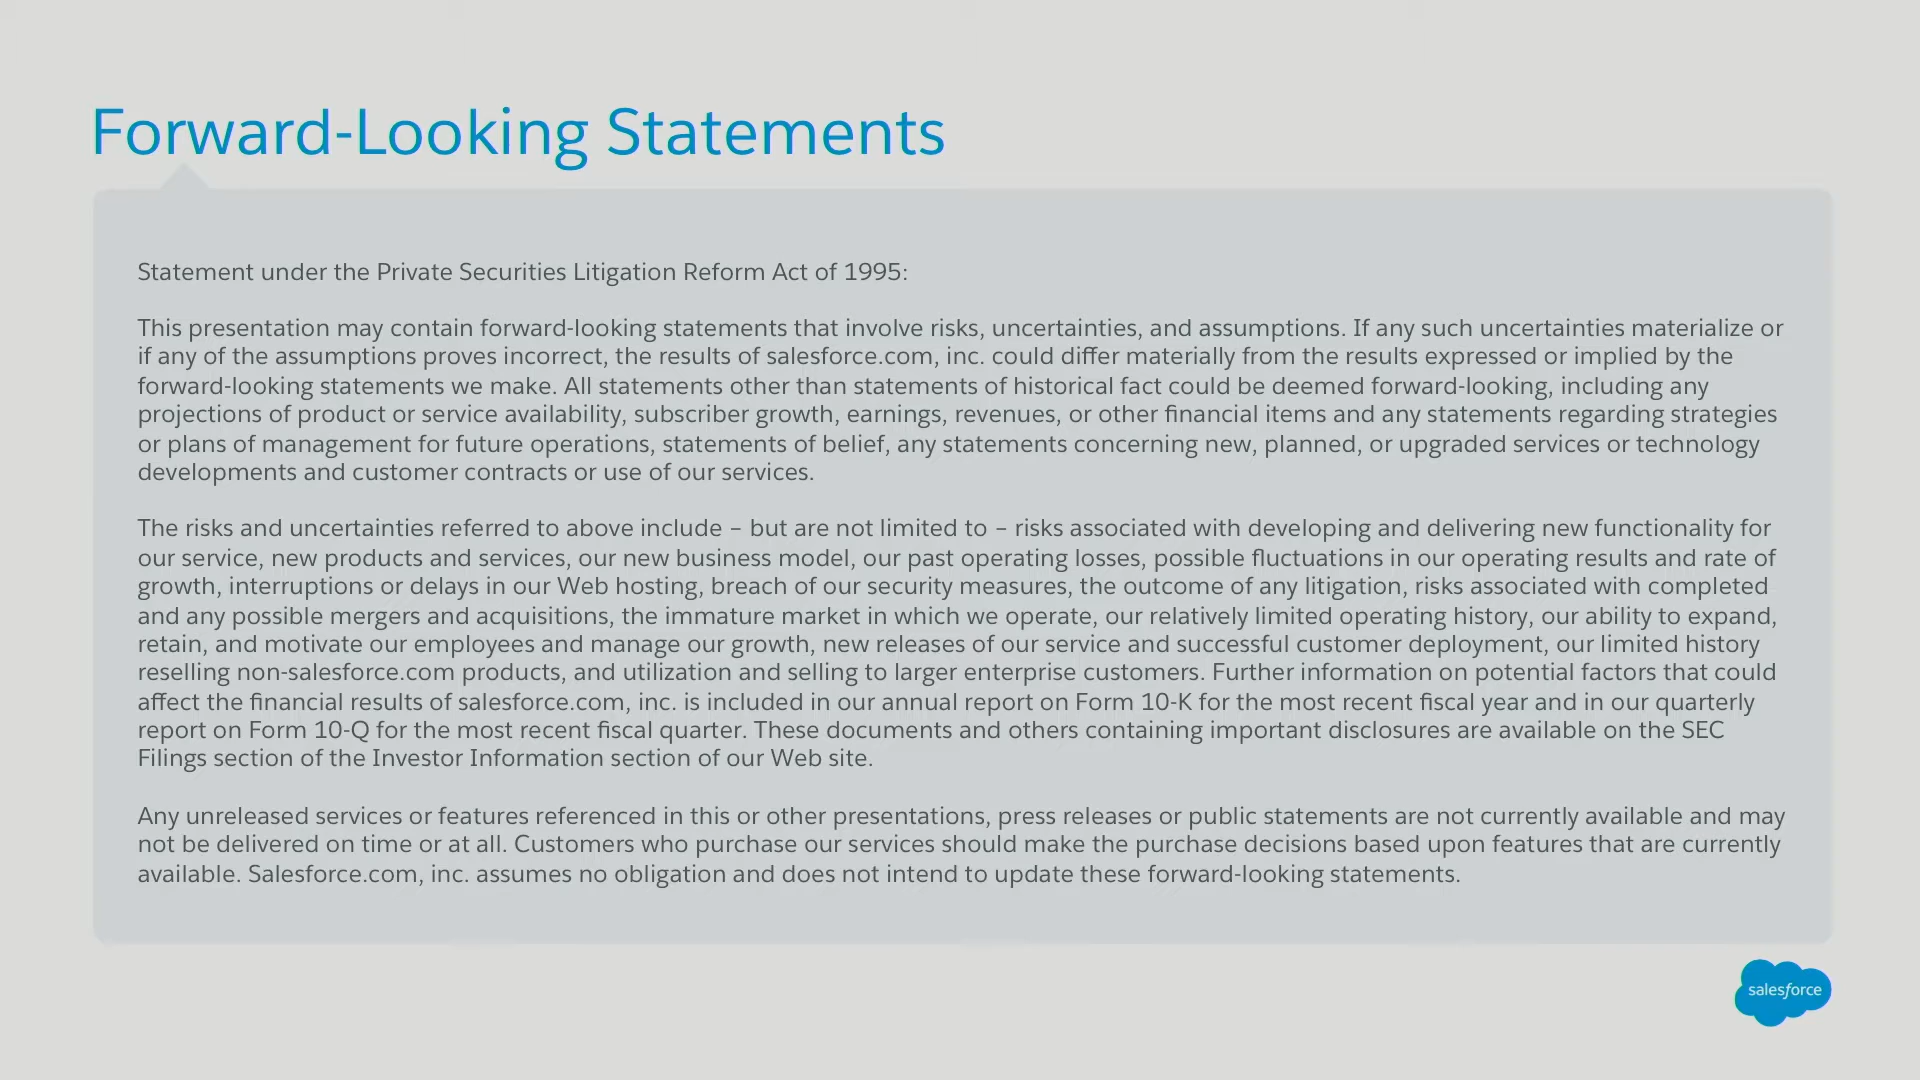 Forward-Looking Statements
Statement under the Private Securities Litigation Reform Act of 1995:
This presentation may contain forward-looking statements that involve risks, uncertainties, and assumptions. If any such uncertainties materialize or
if any of the assumptions proves incorrect, the results of salesforce.com, inc. could differ materially from the results expressed or implied by the
forward-looking statements we make. All statements other than statements of historical fact could be deemed forward-looking, including any
projections of product or service availability, subscriber growth, earnings, revenues, or other financial items and any statements regarding strategies
or plans of management for future operations, statements of belief, any statements concerning new, planned, or upgraded services or technology
developments and customer contracts or use of our services.
The risks and uncertainties referred to above include – but are not limited to – risks associated with developing and delivering new functionality for
our service, new products and services, our new business model, our past operating losses, possible fluctuations in our operating results and rate of
growth, interruptions or delays in our Web hosting, breach of our security measures, the outcome of any litigation, risks associated with completed
and any possible mergers and acquisitions, the immature market in which we operate, our relatively limited operating history, our ability to expand,
retain, and motivate our employees and manage our growth, new releases of our service and successful customer deployment, our limited history
reselling non-salesforce.com products, and utilization and selling to larger enterprise customers. Further information on potential factors that could
affect the financial results of salesforce.com, inc. is included in our annual report on Form 10-K for the most recent fiscal year and in our quarterly
report on Form 10-Q for the most recent fiscal quarter. These documents and others containing important disclosures are available on the SEC
Filings section of the Investor Information section of our Web site.
Any unreleased services or features referenced in this or other presentations, press releases or public statements are not currently available and may
not be delivered on time or at all. Customers who purchase our services should make the purchase decisions based upon features that are currently
available. Salesforce.com, inc. assumes no obligation and does not intend to update these forward-looking statements.
salesforce